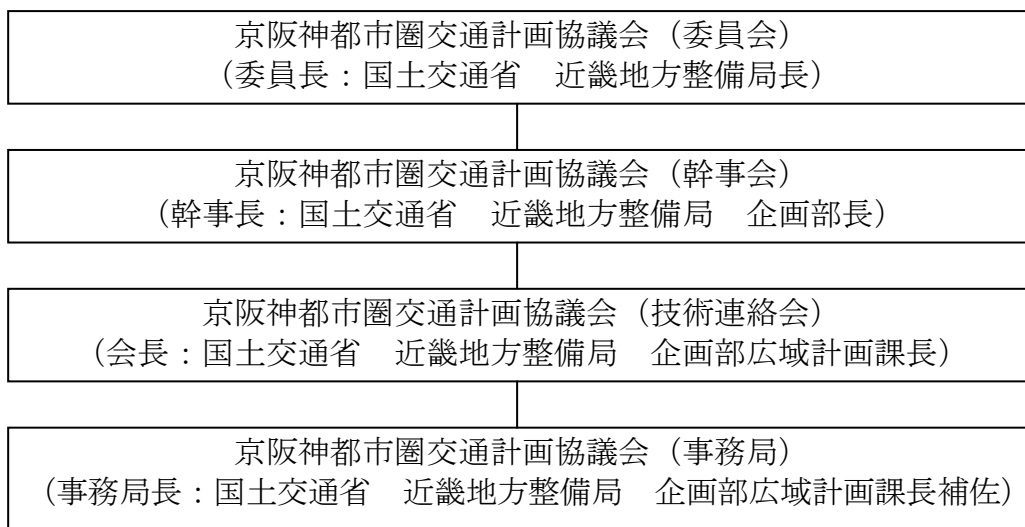 京阪神都市圏交通計画協議会（委員会）
（委員長：国土交通省　近畿地方整備局長）
京阪神都市圏交通計画協議会（幹事会）
（幹事長：国土交通省　近畿地方整備局　企画部長）
京阪神都市圏交通計画協議会（技術連絡会）
（会長：国土交通省　近畿地方整備局　企画部広域計画課長）
京阪神都市圏交通計画協議会（事務局）
（事務局長：国土交通省　近畿地方整備局　企画部広域計画課長補佐）